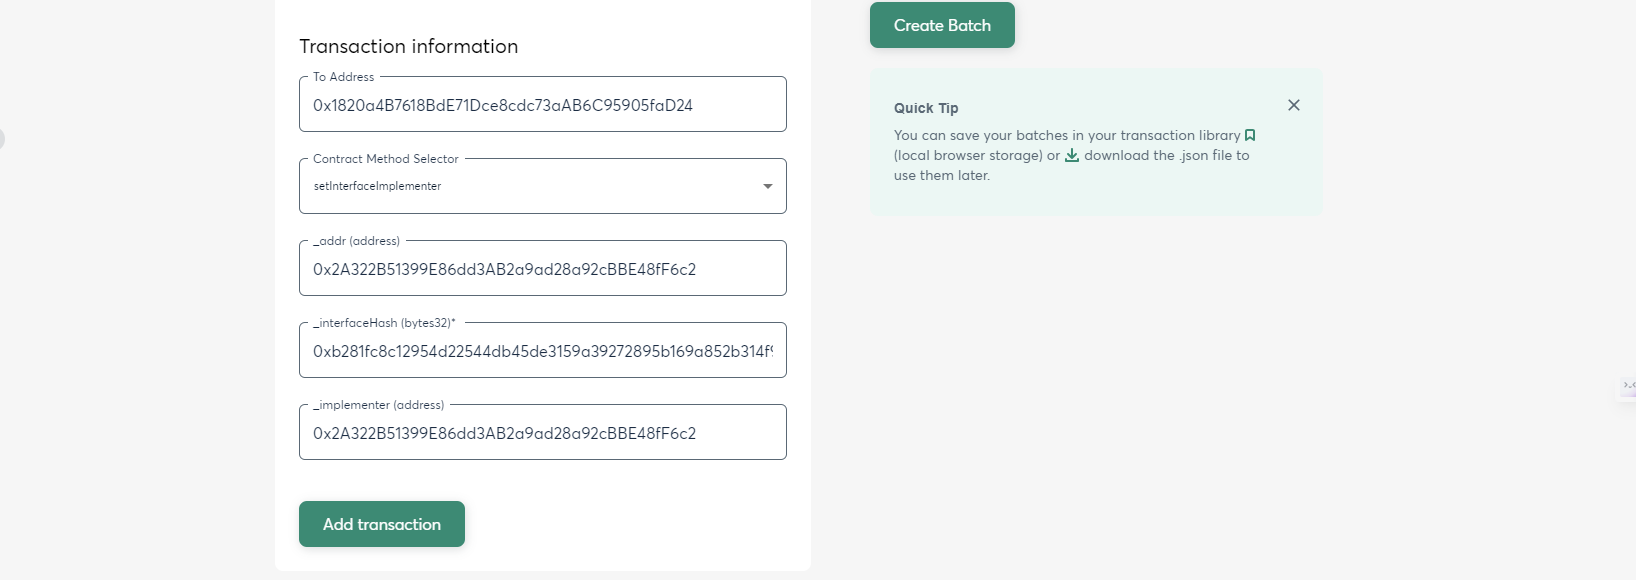 Transaction information
To Address
0x1820a4B7618BdE71Dce8cdc73aAB6C95905faD24
Contract Method Selector
setInterfaceImplementer
_addr (address)
0x2A322B51399E86dd3AB2a9ad28a92cBBE48fF6c2
_interfaceHash (bytes32)*
0xb281fc8c12954d22544db45de3159a39272895b169a852b314f9
_implementer (address)
0x2A322B51399E86dd3AB2a9ad28a92cBBE48fF6c2
Add transaction
Create Batch
Quick Tip
You can save your batches in your transaction library
(local browser storage) or download the .json file to
use them later.